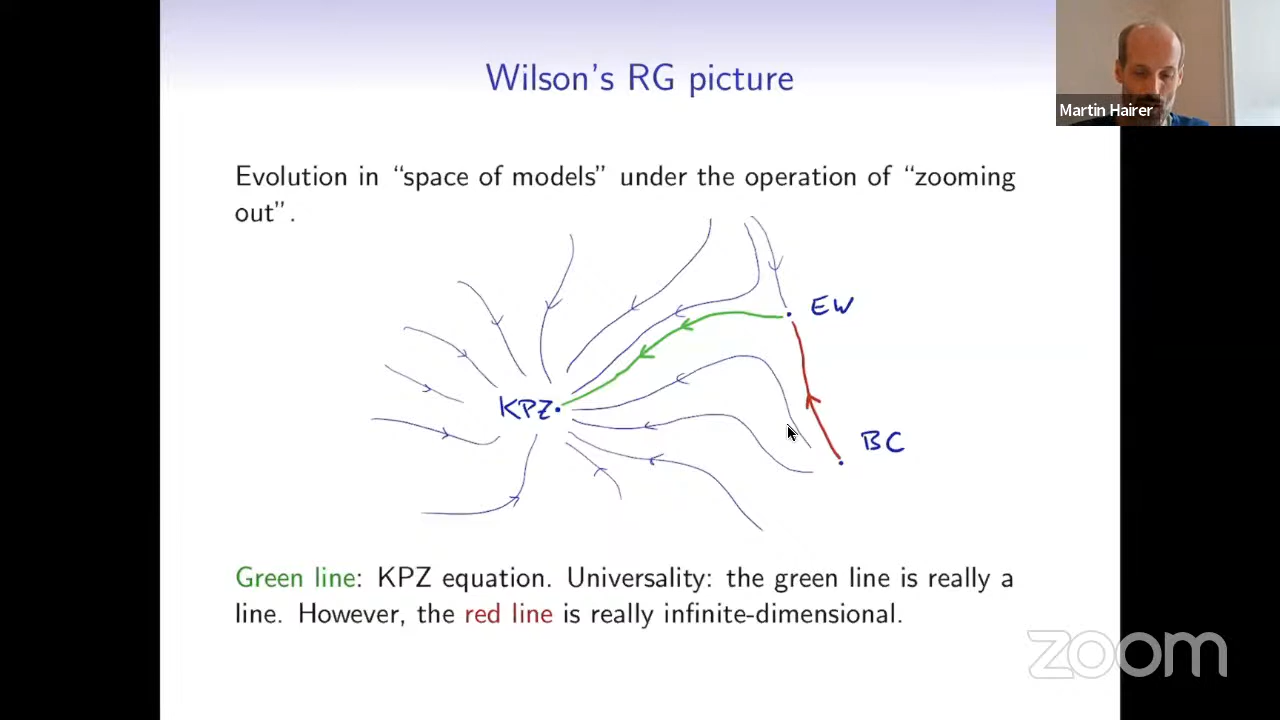 Wilson's RG picture
Martin Hairer
Evolution in “space of models” under the operation of “zooming
out”.
EW
KPZ
BC
Green line: KPZ equation. Universality: the green line is really a
line. However, the red line is really infinite-dimensional.
zoom